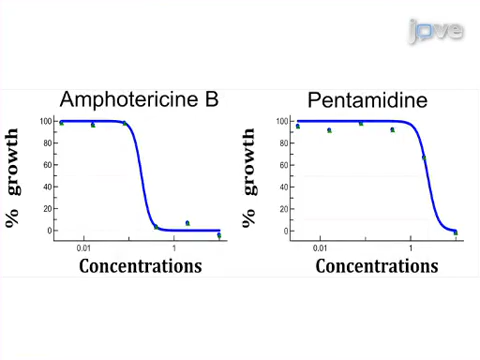 jove
Amphotericine B
% growth
100
80
60
40
20
0
0.01
1
Concentrations
Pentamidine
% growth
100
80
60
40
20
0
0.01
1
Concentrations